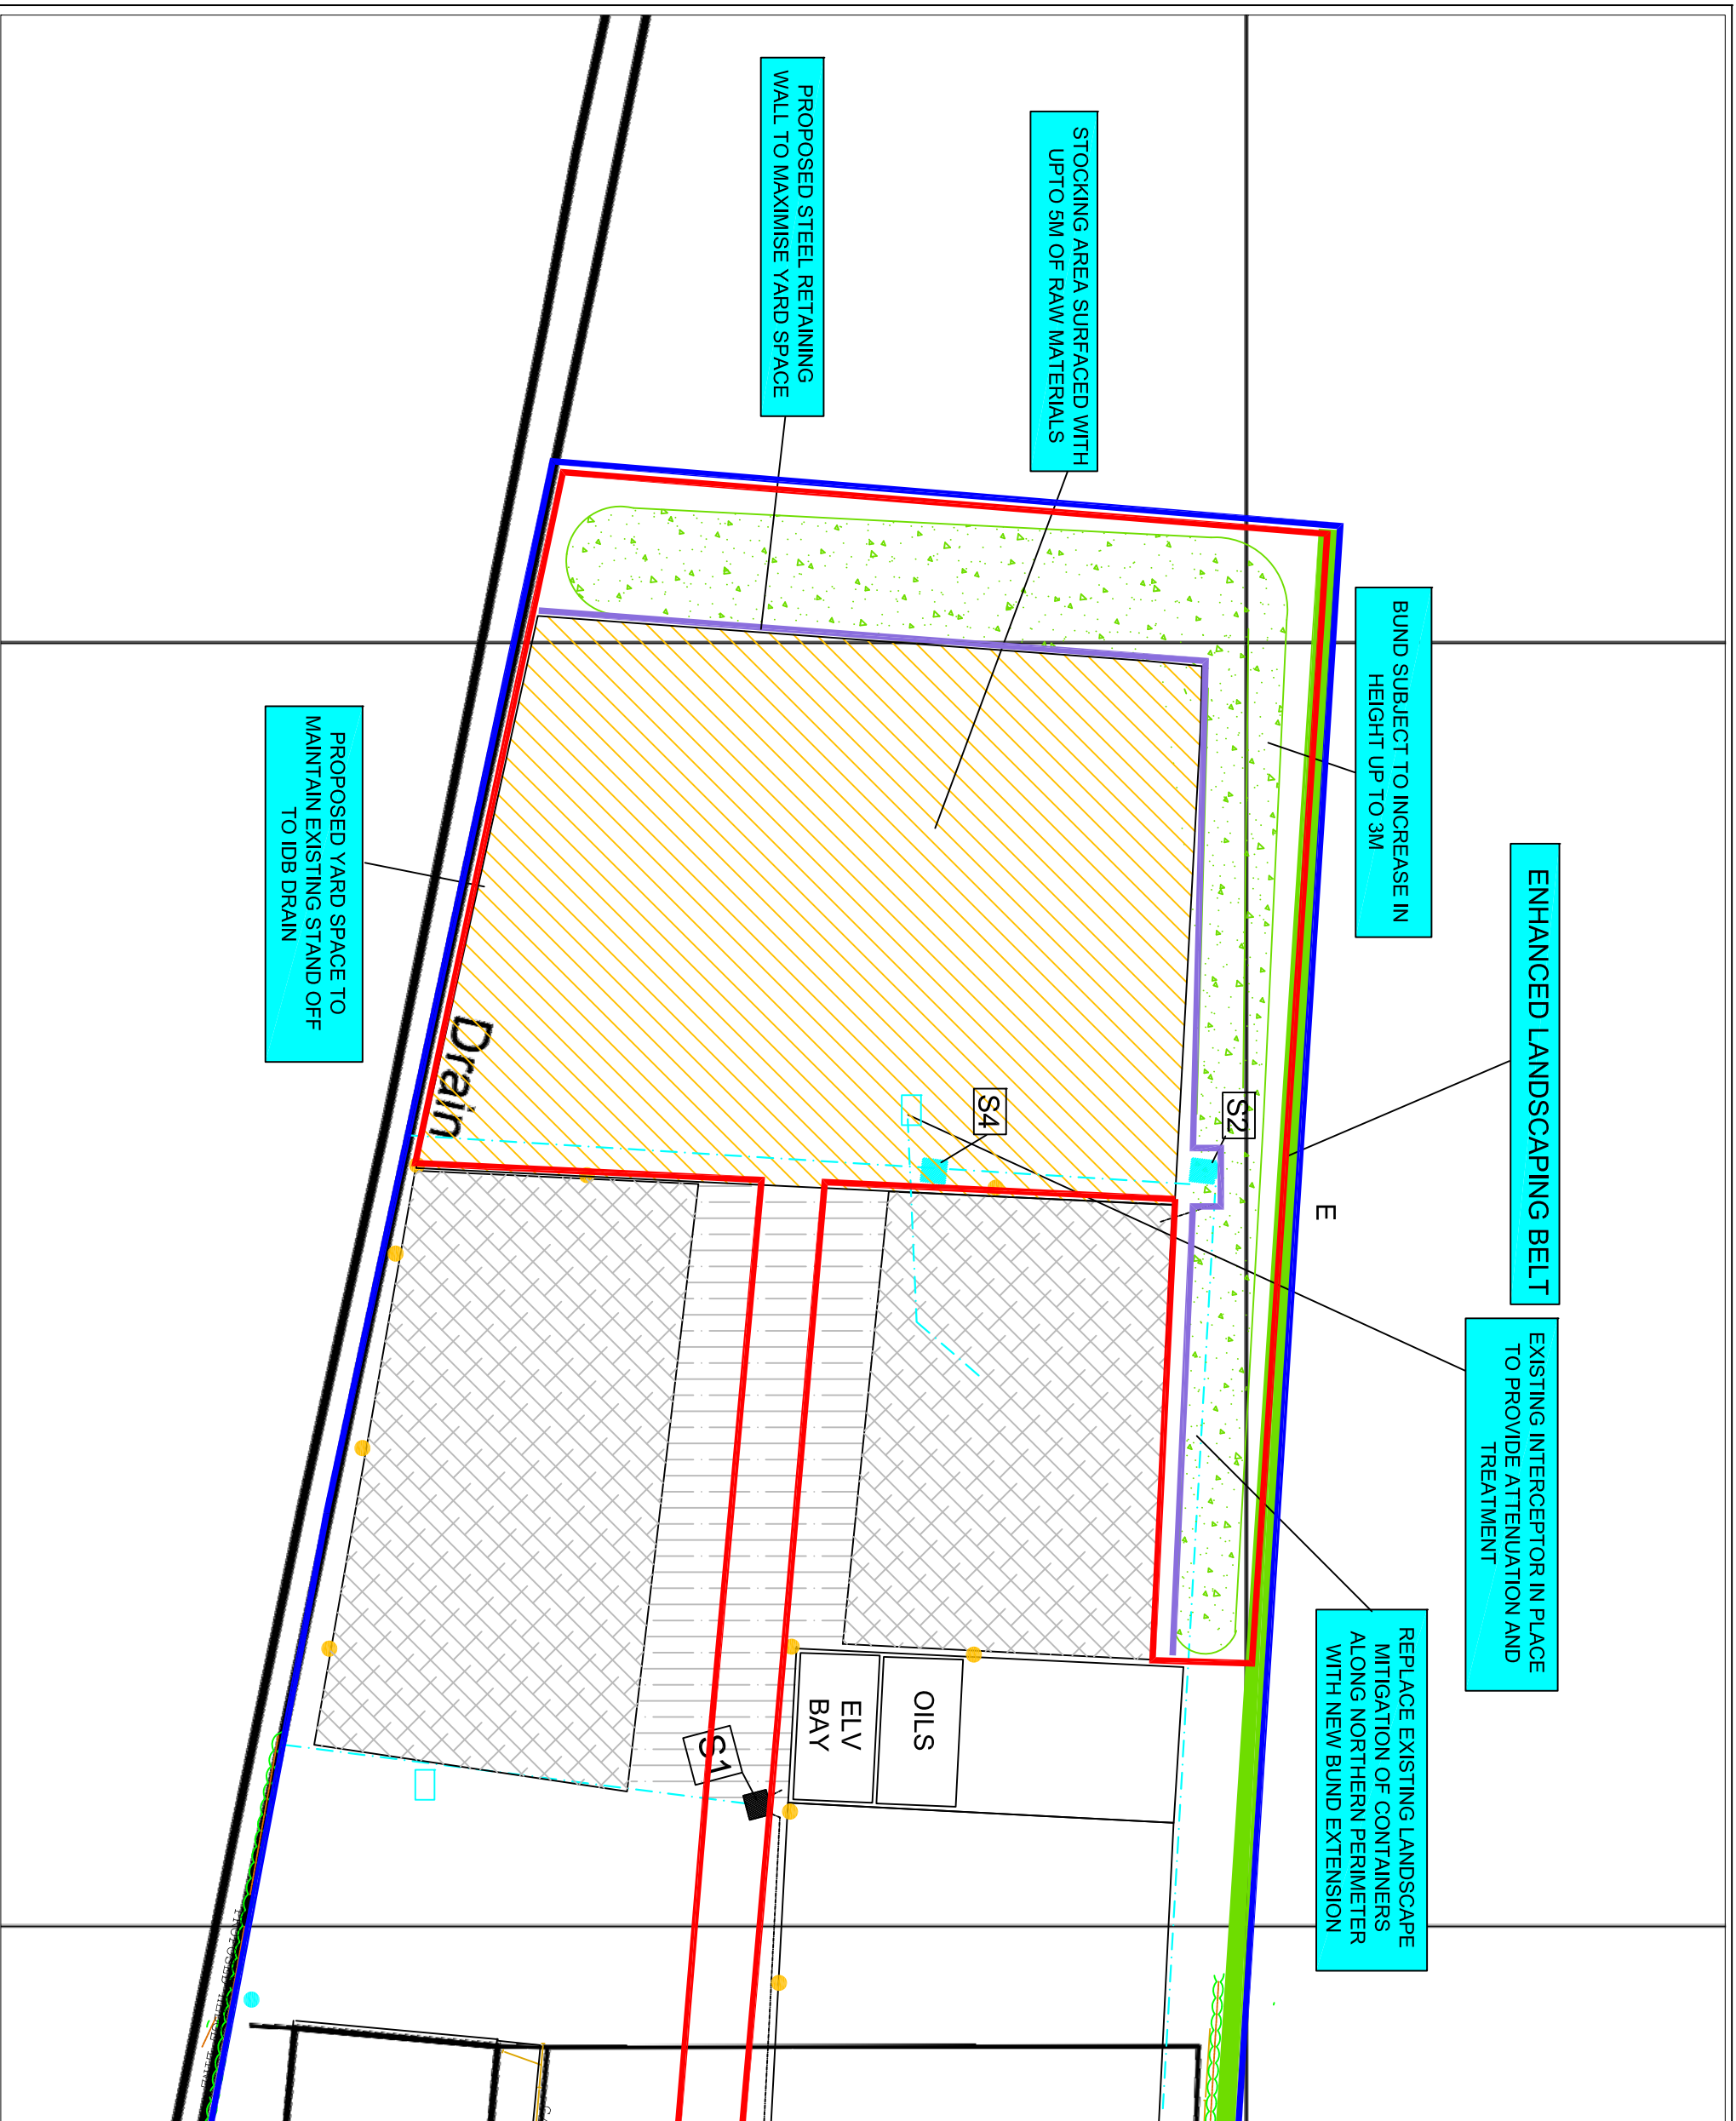 PROPOSED STEEL RETAINING
WALL TO MAXIMISE YARD SPACE
STOCKING AREA SURFACED WITH
UPTO 5M OF RAW MATERIALS
BUND SUBJECT TO INCREASE IN
HEIGHT UP TO 3M
ENHANCED LANDSCAPING BELT
PROPOSED YARD SPACE TO
MAINTAIN EXISTING STAND OFF
TO IDB DRAIN
Drain
S4
S2
E
EXISTING INTERCEPTOR IN PLACE
TO PROVIDE ATTENUATION AND
TREATMENT
REPLACE EXISTING LANDSCAPE
MITIGATION OF CONTAINERS
ALONG NORTHERN PERIMETER
WITH NEW BUND EXTENSION
OILS
ELV
BAY
S1